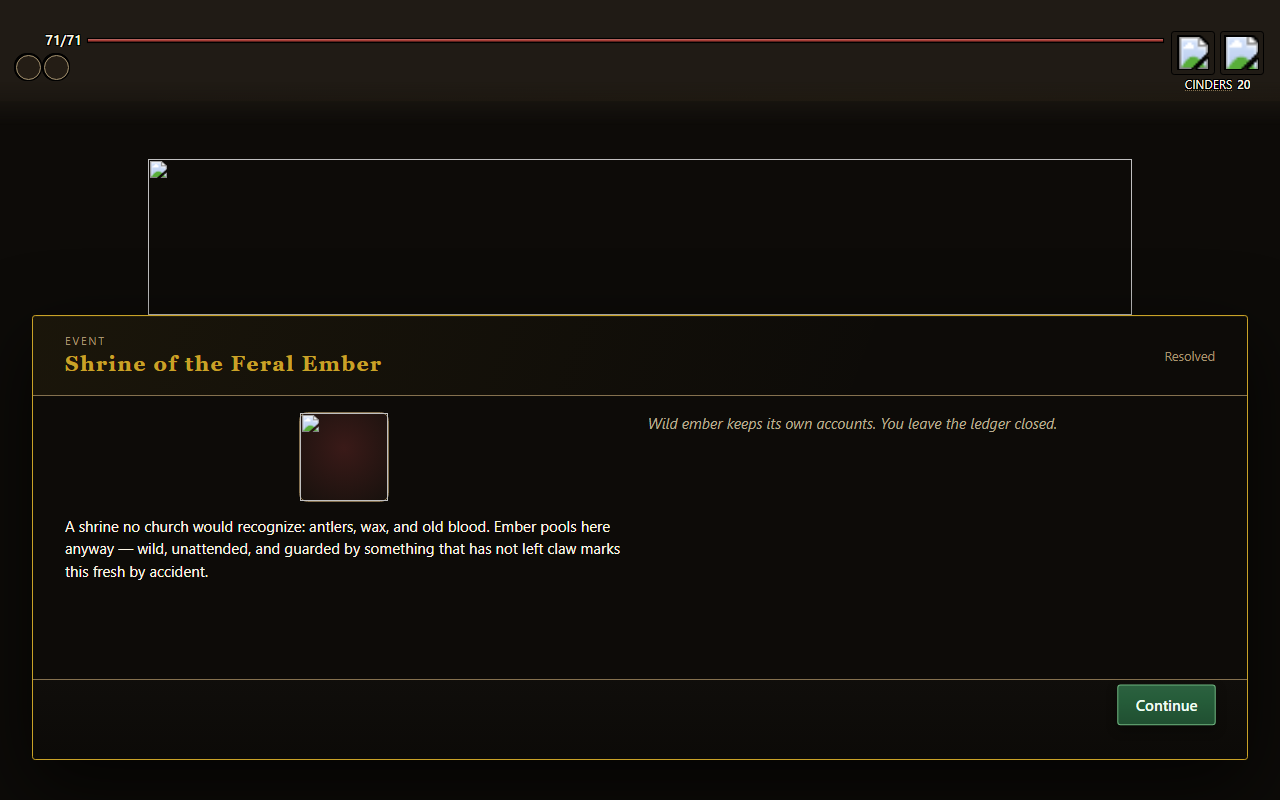 71/71
CINDERS 20
EVENT
Shrine of the Feral Ember
Resolved
Wild ember keeps its own accounts. You leave the ledger closed.
A shrine no church would recognize: antlers, wax, and old blood. Ember pools here
anyway — wild, unattended, and guarded by something that has not left claw marks
this fresh by accident.
Continue